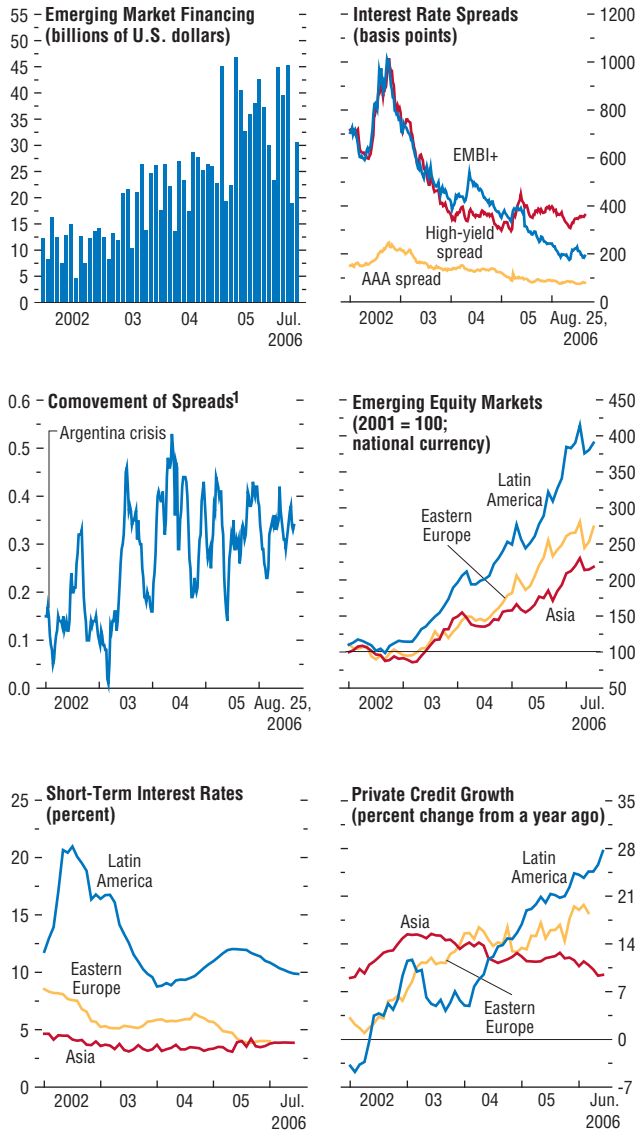 Emerging Market Financing
(billions of U.S. dollars)
55
50
45
40
35
30
25
20
15
10
5
0
2002 03 04 05 Jul.
2006
Interest Rate Spreads
(basis points)
1000
800
600
400
200
0
EMBI+
High-yield
spread
AAA spread
2002 03 04 05 Aug. 25,
2006
Comovement of Spreads¹
Argentina crisis
0.6
0.5
0.4
0.3
0.2
0.1
0.0
2002 03 04 05 Aug. 25,
2006
Emerging Equity Markets
(2001 = 100;
national currency)
450
400
350
300
250
200
150
100
50
Latin
America
Eastern
Europe
Asia
2002 03 04 05 Jul.
2006
Short-Term Interest Rates
(percent)
25
20
15
10
5
0
Latin
America
Eastern
Europe
Asia
2002 03 04 05 Jul.
2006
Private Credit Growth
(percent change from a year ago)
35
28
21
14
7
0
-7
Latin
America
Asia
Eastern
Europe
2002 03 04 05 Jun.
2006